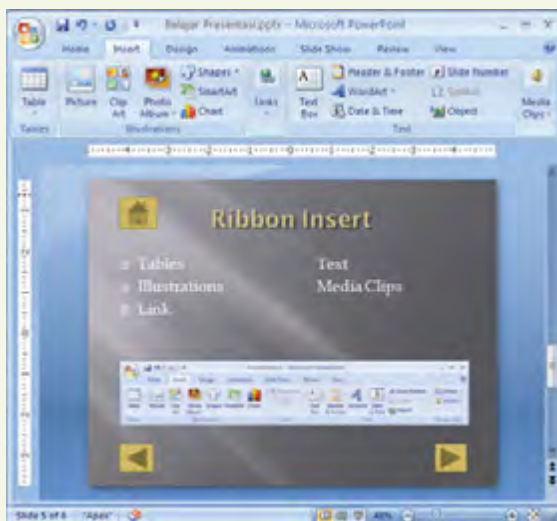 Belajar Presentasi.pptx - Microsoft PowerPoint
Home Insert Design Animations Slide Show Review View
Table Picture Clip Art Photo Album Shapes SmartArt Chart Links Text Box Header & Footer WordArt Date & Time Slide Number Symbol Object Media Clips
Tables Illustrations Text
Ribbon Insert
Tables Text
Illustrations Media Clips
Link
Slide 5 of 6 "Apex" 40%